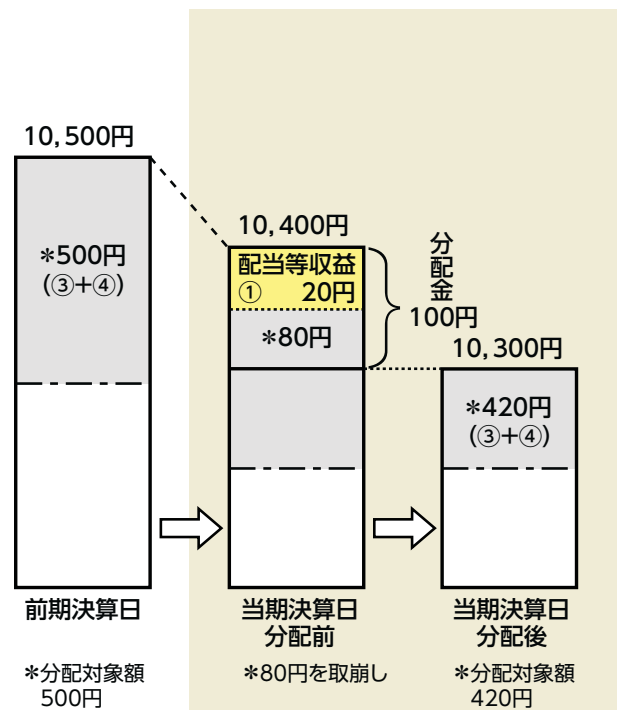 10,500円
*500円
(③+④)
前期決算日
*分配対象額
500円
10,400円
配当等収益
① 20円
*80円
分配金
100円
当期決算日
分配前
*80円を取崩し
10,300円
*420円
(③+④)
当期決算日
分配後
*分配対象額
420円